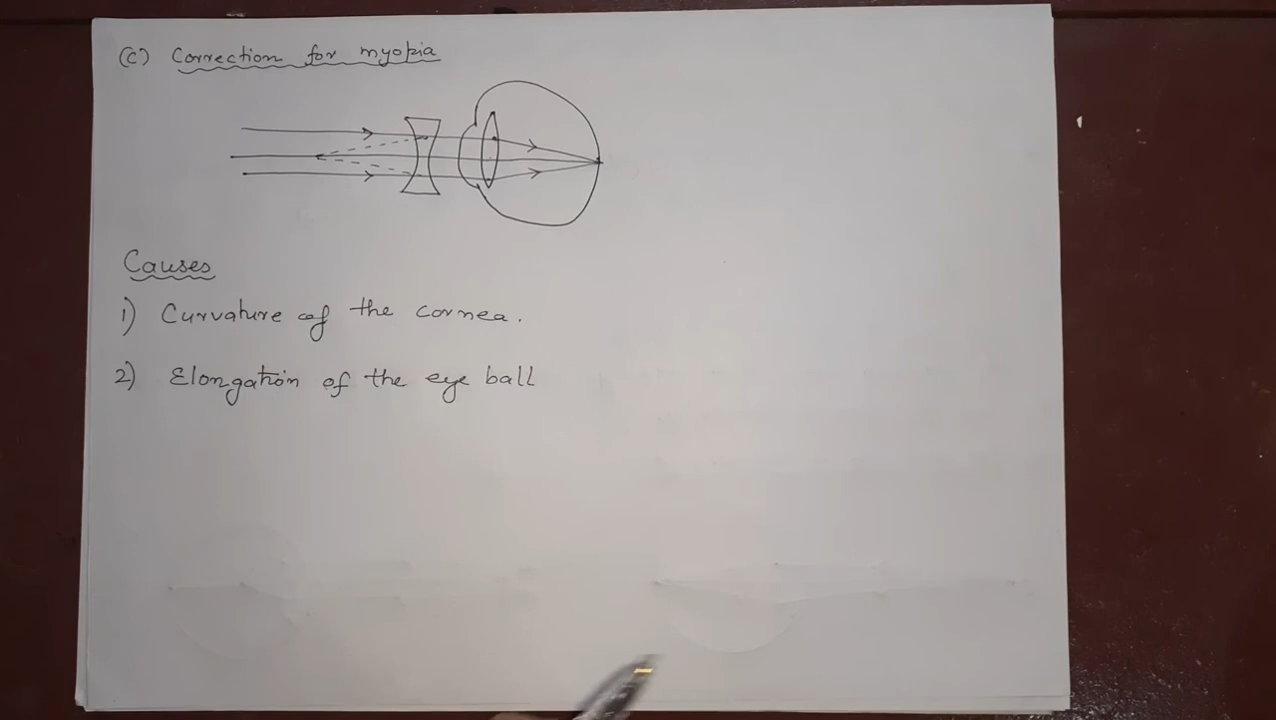 (C) Correction for myopia
Causes
1) Curvature of the cornea.
2) Elongation of the eye ball